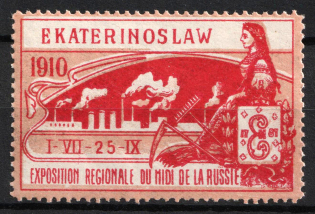 EKATERINOSLAW
1910
I-VII-25-IX
EXPOSITION REGIONALE DU MIDI DE LA RUSSIE